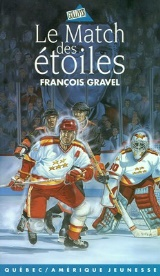 Le Match
des
étoiles
FRANÇOIS GRAVEL
QUÉBEC/AMÉRIQUE JEUNESSE